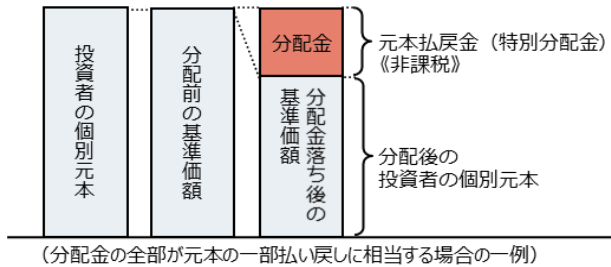 投資者の個別元本
分配前の基準価額
分配金
分配金落ち後の
基準価額
元本払戻金（特別分配金）
《非課税》
分配後の
投資者の個別元本
（分配金の全部が元本の一部払い戻しに相当する場合の一例）